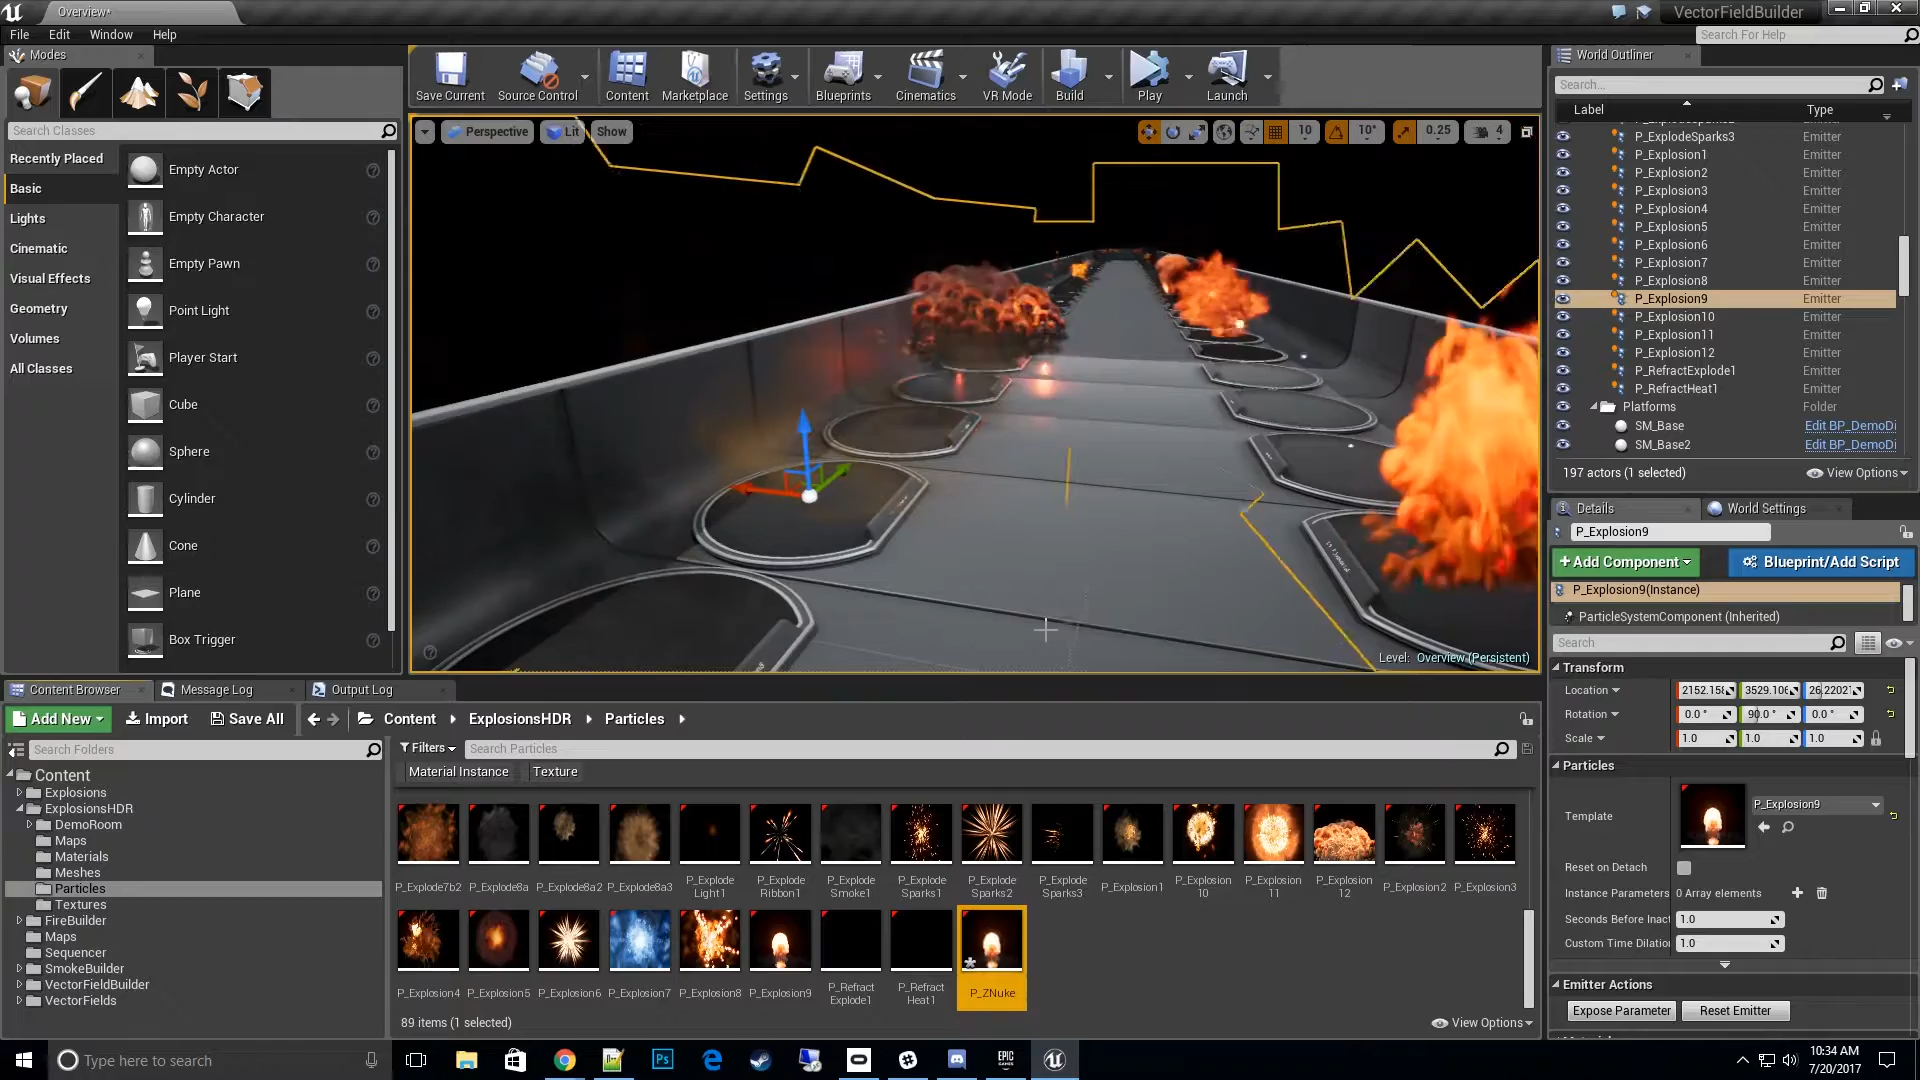 Overview*
VectorFieldBuilder
File Edit Window Help
Search For Help
Modes
Search Classes
Recently Placed
Basic
Lights
Cinematic
Visual Effects
Geometry
Volumes
All Classes
Empty Actor
Empty Character
Empty Pawn
Point Light
Player Start
Cube
Sphere
Cylinder
Cone
Plane
Box Trigger
Save Current
Source Control
Content
Marketplace
Settings
Blueprints
Cinematics
VR Mode
Build
Play
Launch
Perspective Lit Show
10 10° 0.25 4
Level: Overview (Persistent)
World Outliner
Search...
Label Type
P_ExplodeSparks3 Emitter
P_Explosion1 Emitter
P_Explosion2 Emitter
P_Explosion3 Emitter
P_Explosion4 Emitter
P_Explosion5 Emitter
P_Explosion6 Emitter
P_Explosion7 Emitter
P_Explosion8 Emitter
P_Explosion9 Emitter
P_Explosion10 Emitter
P_Explosion11 Emitter
P_Explosion12 Emitter
P_RefractExplode1 Emitter
P_RefractHeat1 Emitter
Platforms Folder
SM_Base Edit BP_DemoDi
SM_Base2 Edit BP_DemoDi
197 actors (1 selected) View Options
Details World Settings
P_Explosion9
+Add Component Blueprint/Add Script
P_Explosion9(Instance)
ParticleSystemComponent (Inherited)
Search
Transform
Location 2152.15 3529.10 26.2202
Rotation 0.0° 90.0° 0.0°
Scale 1.0 1.0 1.0
Particles
Template P_Explosion9
Reset on Detach
Instance Parameters 0 Array elements
Seconds Before Inact 1.0
Custom Time Dilation 1.0
Emitter Actions
Expose Parameter Reset Emitter
Content Browser Message Log Output Log
Add New Import Save All Content ExplosionsHDR Particles
Search Folders
Filters Search Particles
Material Instance Texture
Content
Explosions
ExplosionsHDR
DemoRoom
Maps
Materials
Meshes
Particles
Textures
FireBuilder
Maps
Sequencer
SmokeBuilder
VectorFieldBuilder
VectorFields
P_Explode7b2
P_Explode8a
P_Explode8a2
P_Explode8a3
P_Explode Light1
P_Explode Ribbon1
P_Explode Smoke1
P_Explode Sparks1
P_Explode Sparks2
P_Explode Sparks3
P_Explosion1
P_Explosion 10
P_Explosion 11
P_Explosion 12
P_Explosion2
P_Explosion3
P_Explosion4
P_Explosion5
P_Explosion6
P_Explosion7
P_Explosion8
P_Explosion9
P_Refract Explode1
P_Refract Heat1
P_ZNuke
89 items (1 selected) View Options
Type here to search
Ps
EPIC GAMES
10:34 AM
7/20/2017